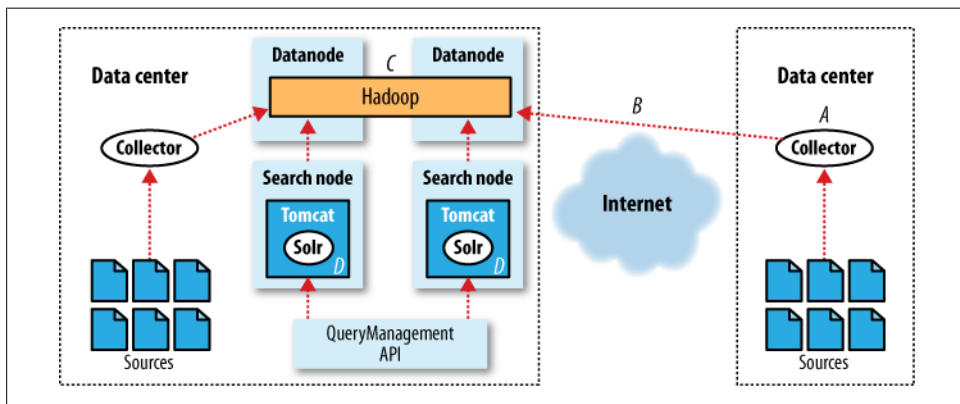 Data center
Collector
Sources
Datanode
C
Datanode
Hadoop
Search node
Tomcat
Solr
D
Search node
Tomcat
Solr
D
QueryManagement
API
B
Internet
Data center
A
Collector
Sources